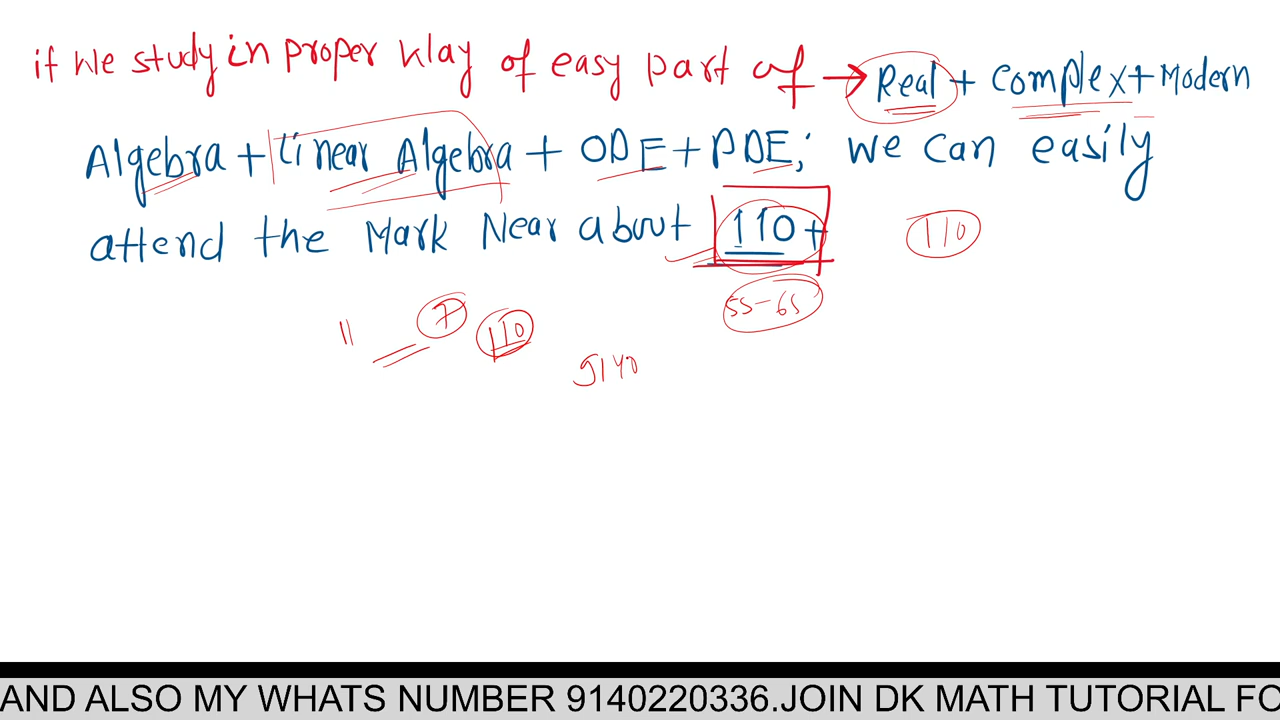 if we study in proper way of easy part of → Real + complex + Modern
Algebra + Linear Algebra + ODE + PDE; we can easily
attend the Mark Near about 110+ 110
55-65
11 7 110
9140
AND ALSO MY WHATS NUMBER 9140220336.JOIN DK MATH TUTORIAL FO